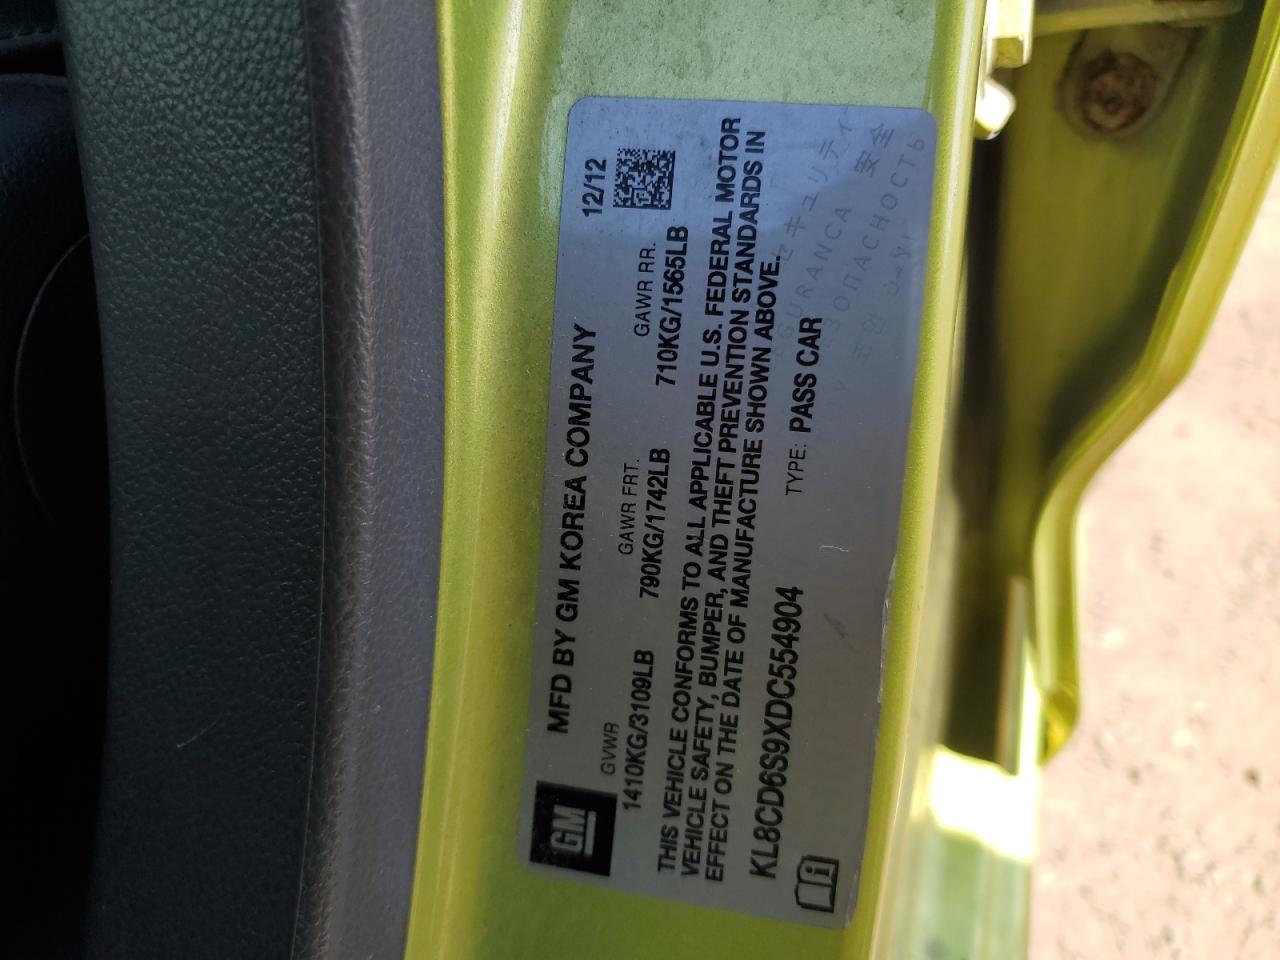 GM
MFD BY GM KOREA COMPANY
12/12
GVWR
GAWR FRT.
GAWR RR.
1410KG/3109LB
790KG/1742LB
710KG/1565LB
THIS VEHICLE CONFORMS TO ALL APPLICABLE U.S. FEDERAL MOTOR
VEHICLE SAFETY, BUMPER, AND THEFT PREVENTION STANDARDS IN
EFFECT ON THE DATE OF MANUFACTURE SHOWN ABOVE.
KL8CD6S9XDC554904
TYPE: PASS CAR
i
安全